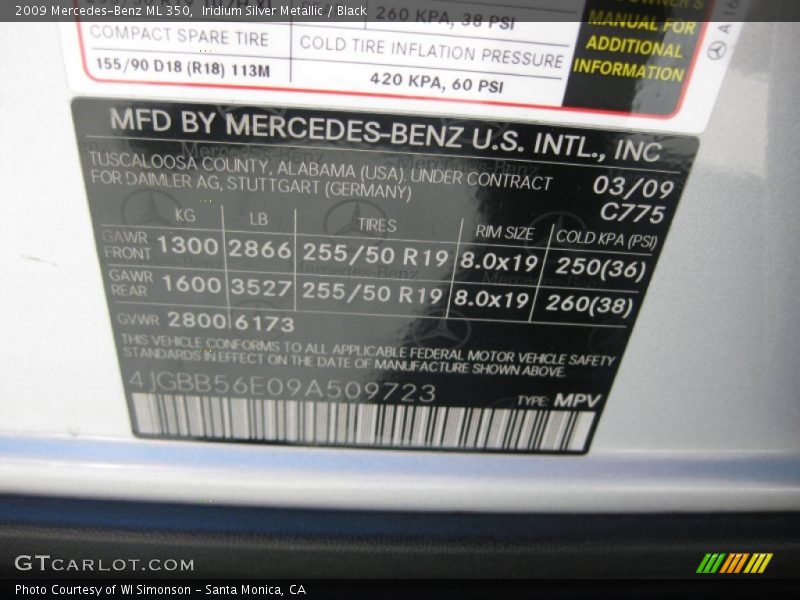 2009 Mercedes-Benz ML 350, Iridium Silver Metallic / Black
260 KPA, 38 PSI
COMPACT SPARE TIRE
155/90 D18 (R18) 113M
COLD TIRE INFLATION PRESSURE
420 KPA, 60 PSI
MANUAL FOR
ADDITIONAL
INFORMATION
MFD BY MERCEDES-BENZ U.S. INTL., INC
TUSCALOOSA COUNTY, ALABAMA (USA), UNDER CONTRACT
FOR DAIMLER AG, STUTTGART (GERMANY)
03/09
C775
KG LB TIRES RIM SIZE COLD KPA (PSI)
GAWR FRONT 1300 2866 255/50 R19 8.0x19 250(36)
GAWR REAR 1600 3527 255/50 R19 8.0x19 260(38)
GVWR 2800 6173
THIS VEHICLE CONFORMS TO ALL APPLICABLE FEDERAL MOTOR VEHICLE SAFETY
STANDARDS IN EFFECT ON THE DATE OF MANUFACTURE SHOWN ABOVE.
4JGBB56E09A509723
TYPE: MPV
GTCARLOT.COM
Photo Courtesy of WI Simonson - Santa Monica, CA